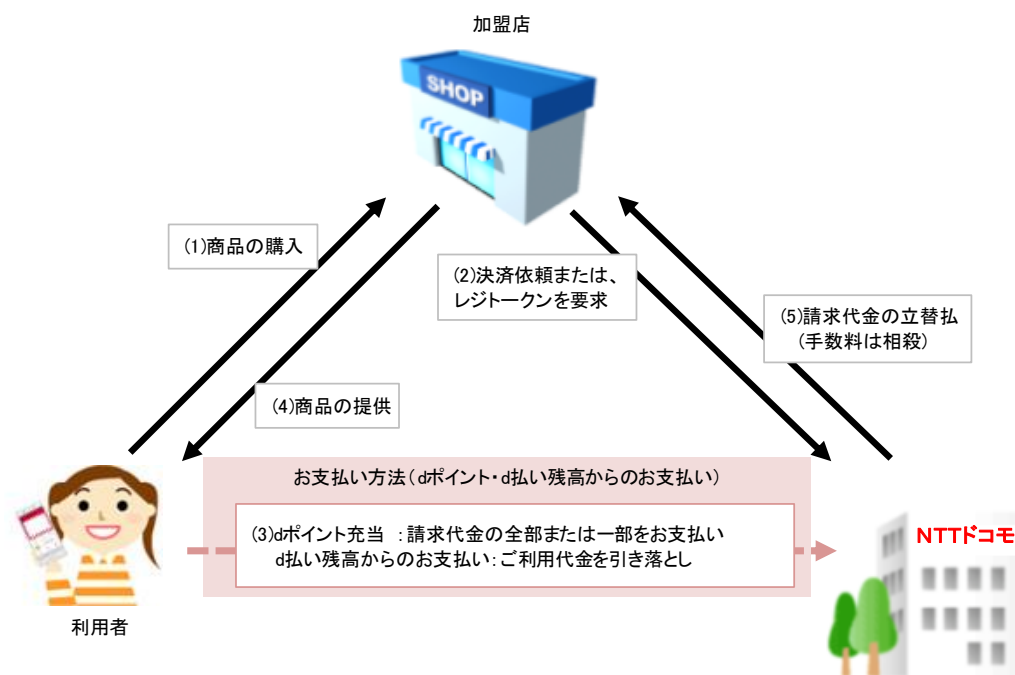 加盟店
SHOP
(1)商品の購入
(2)決済依頼または、
レジトークンを要求
(5)請求代金の立替払
(手数料は相殺)
(4)商品の提供
お支払い方法(dポイント・d払い残高からのお支払い)
(3)dポイント充当 :請求代金の全部または一部をお支払い
d払い残高からのお支払い:ご利用代金を引き落とし
NTTドコモ
利用者